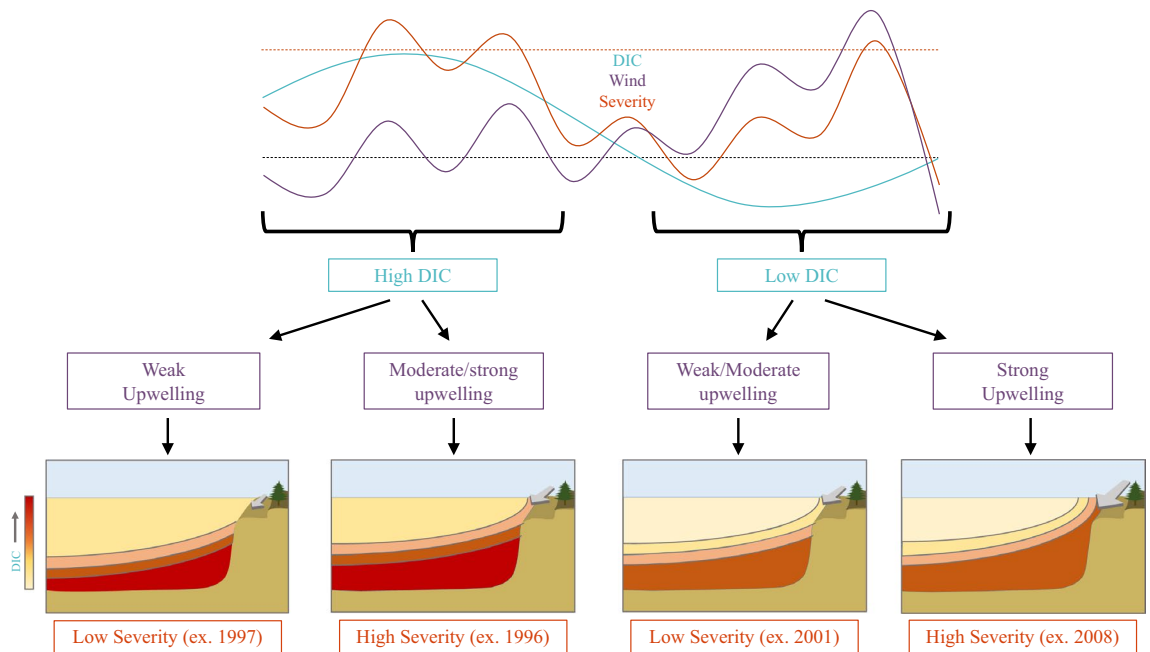 DIC
Wind
Severity
High DIC
Low DIC
Weak
Upwelling
Moderate/strong
upwelling
Weak/Moderate
upwelling
Strong
Upwelling
DIC
Low Severity (ex. 1997)
High Severity (ex. 1996)
Low Severity (ex. 2001)
High Severity (ex. 2008)